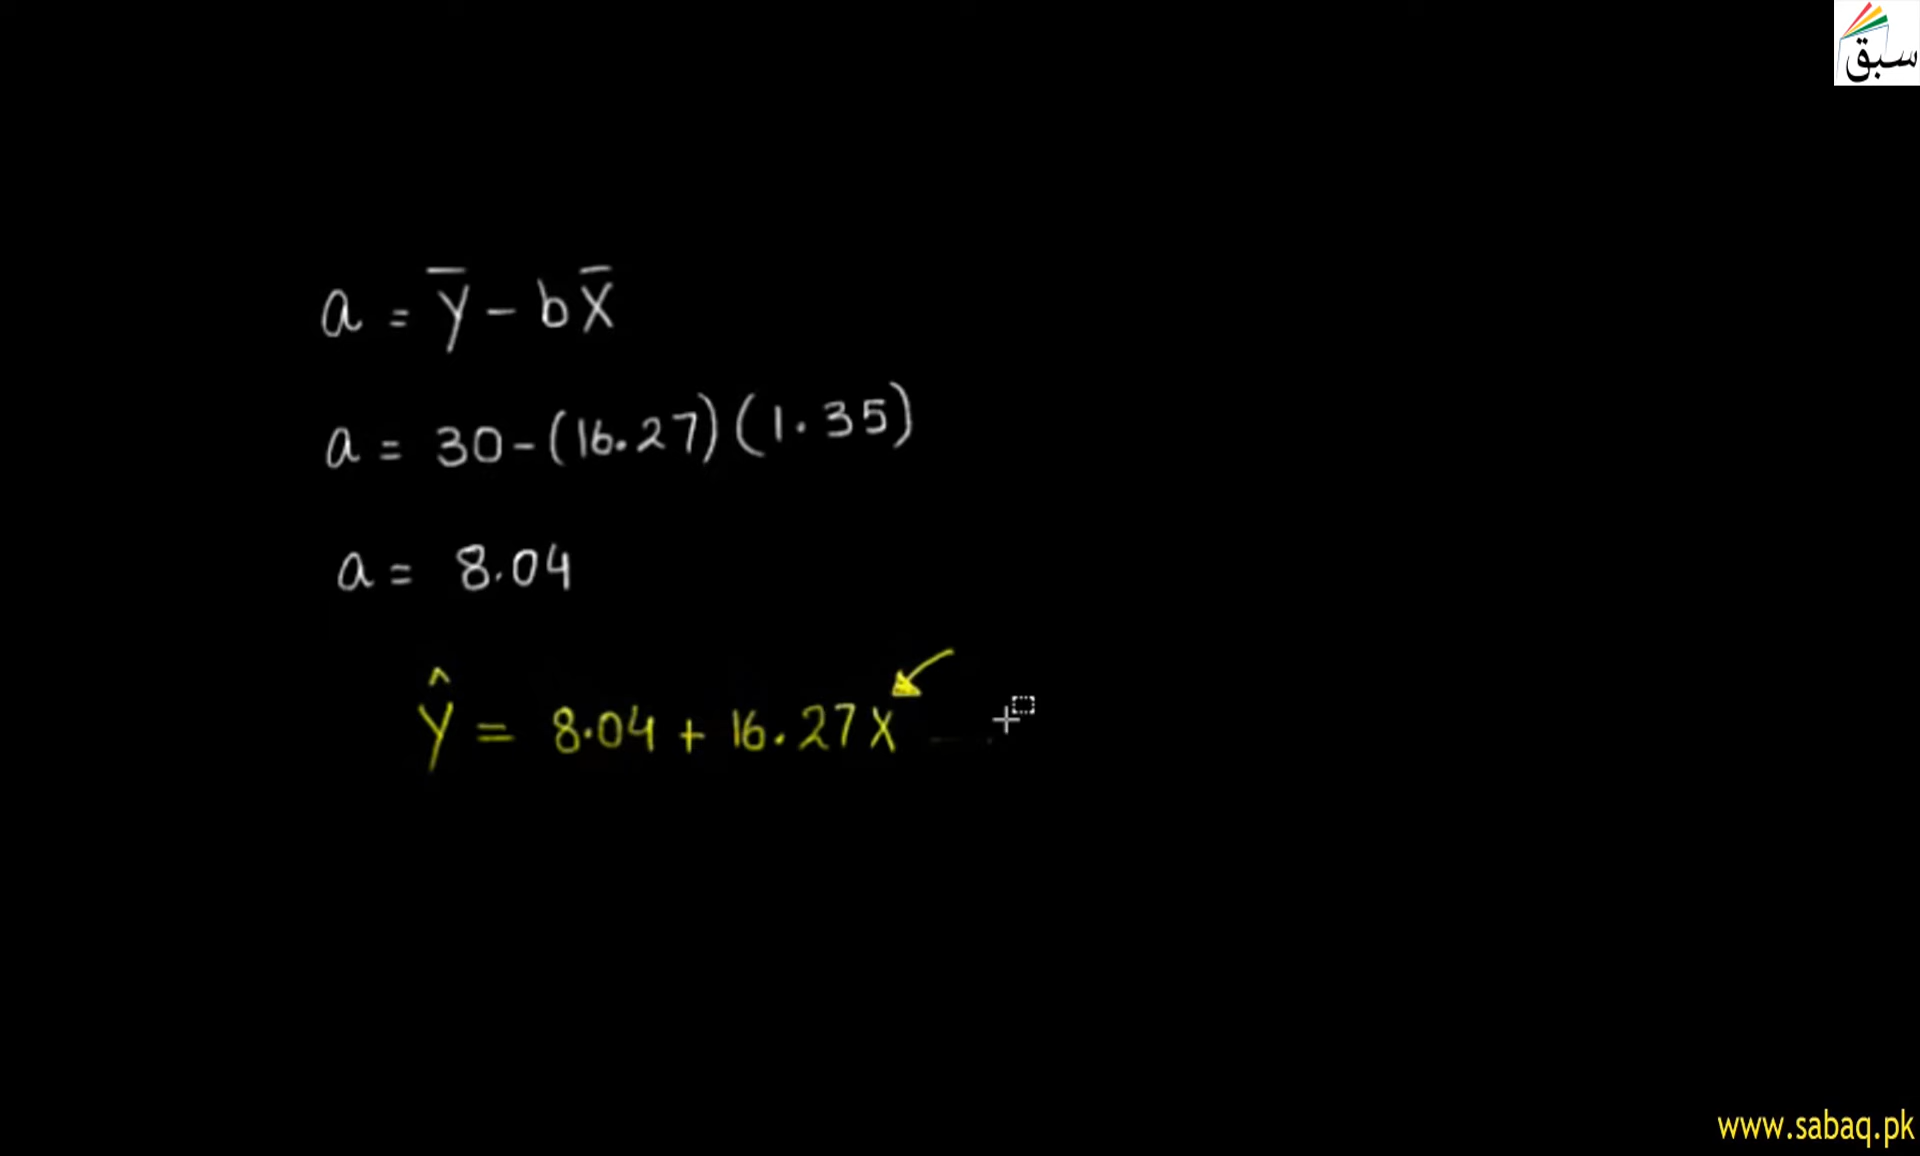 سبق
a = y̅ - bx̅
a = 30 - (16.27)(1.35)
a = 8.04
ŷ = 8.04 + 16.27x
www.sabaq.pk